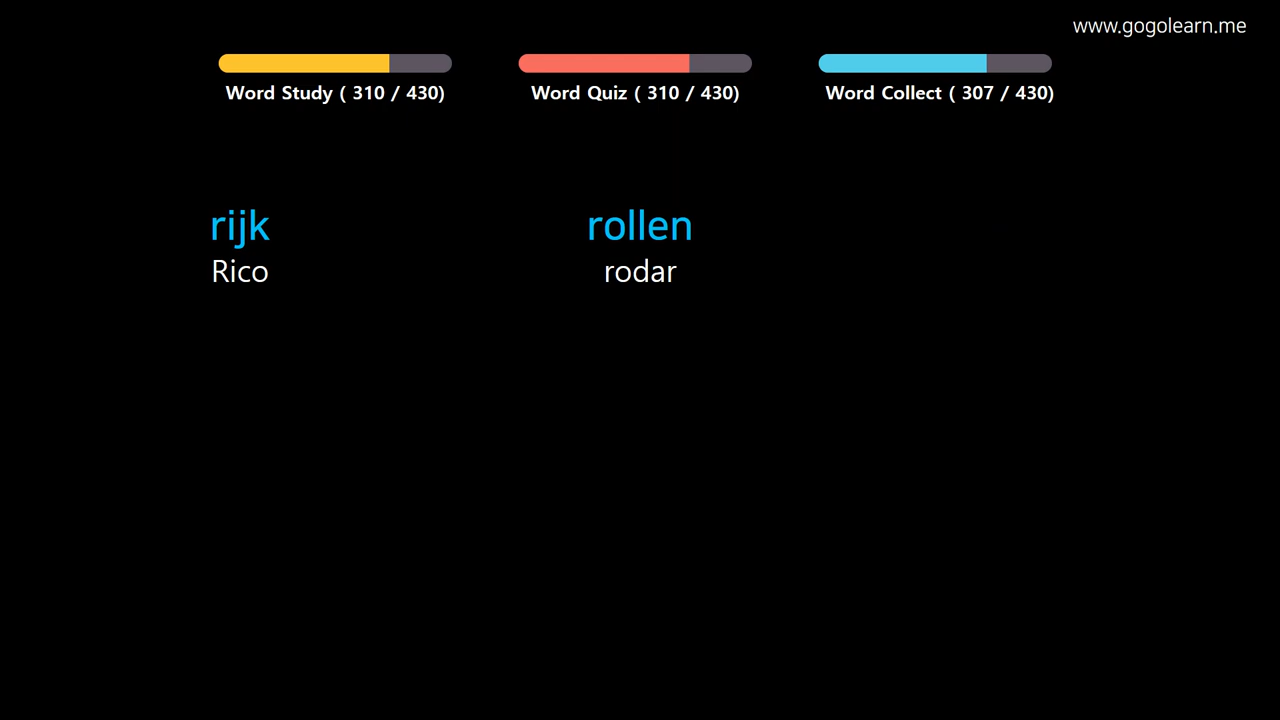 www.gogolearn.me
Word Study ( 310 / 430)
Word Quiz ( 310 / 430)
Word Collect ( 307 / 430)
rijk
Rico
rollen
rodar